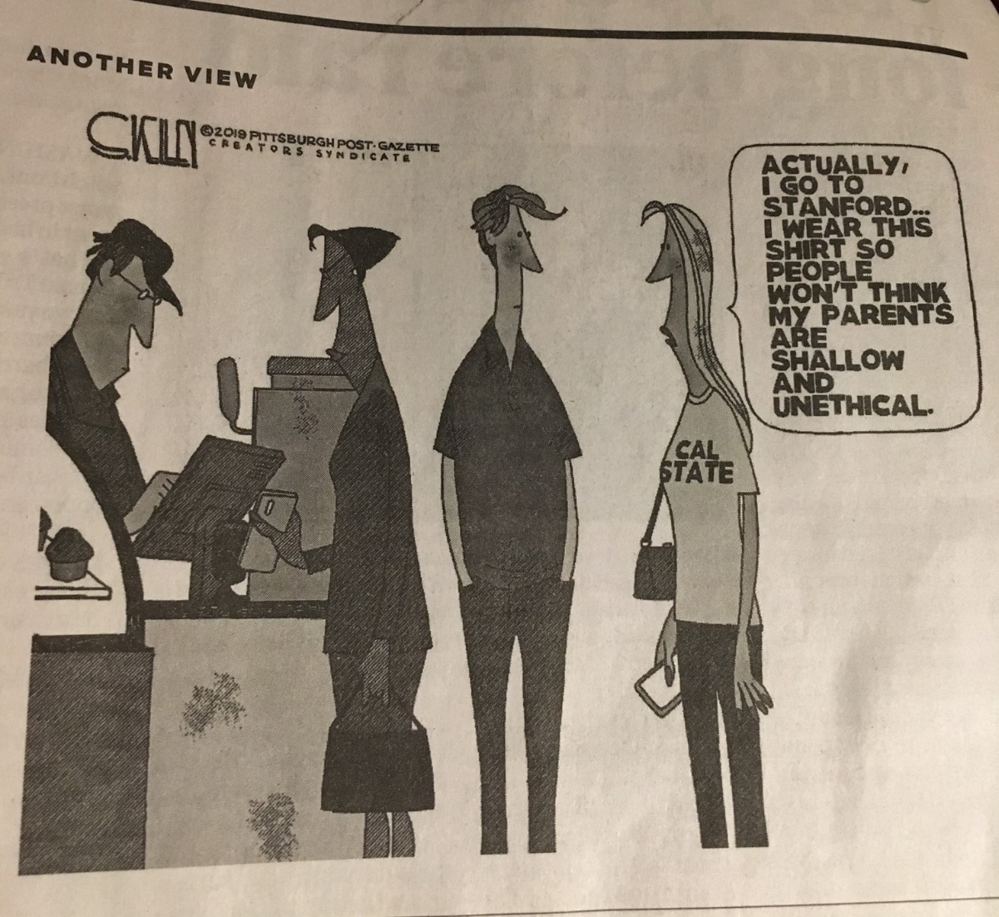 ANOTHER VIEW
©2019 PITTSBURGH POST-GAZETTE
CREATORS SYNDICATE
ACTUALLY,
I GO TO
STANFORD...
I WEAR THIS
SHIRT SO
PEOPLE
WON'T THINK
MY PARENTS
ARE
SHALLOW
AND
UNETHICAL.
CAL
STATE